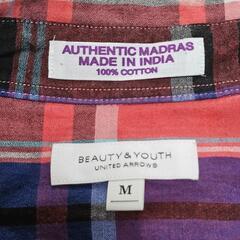 AUTHENTIC MADRAS
MADE IN INDIA
100% COTTON
BEAUTY & YOUTH
UNITED ARROWS
M